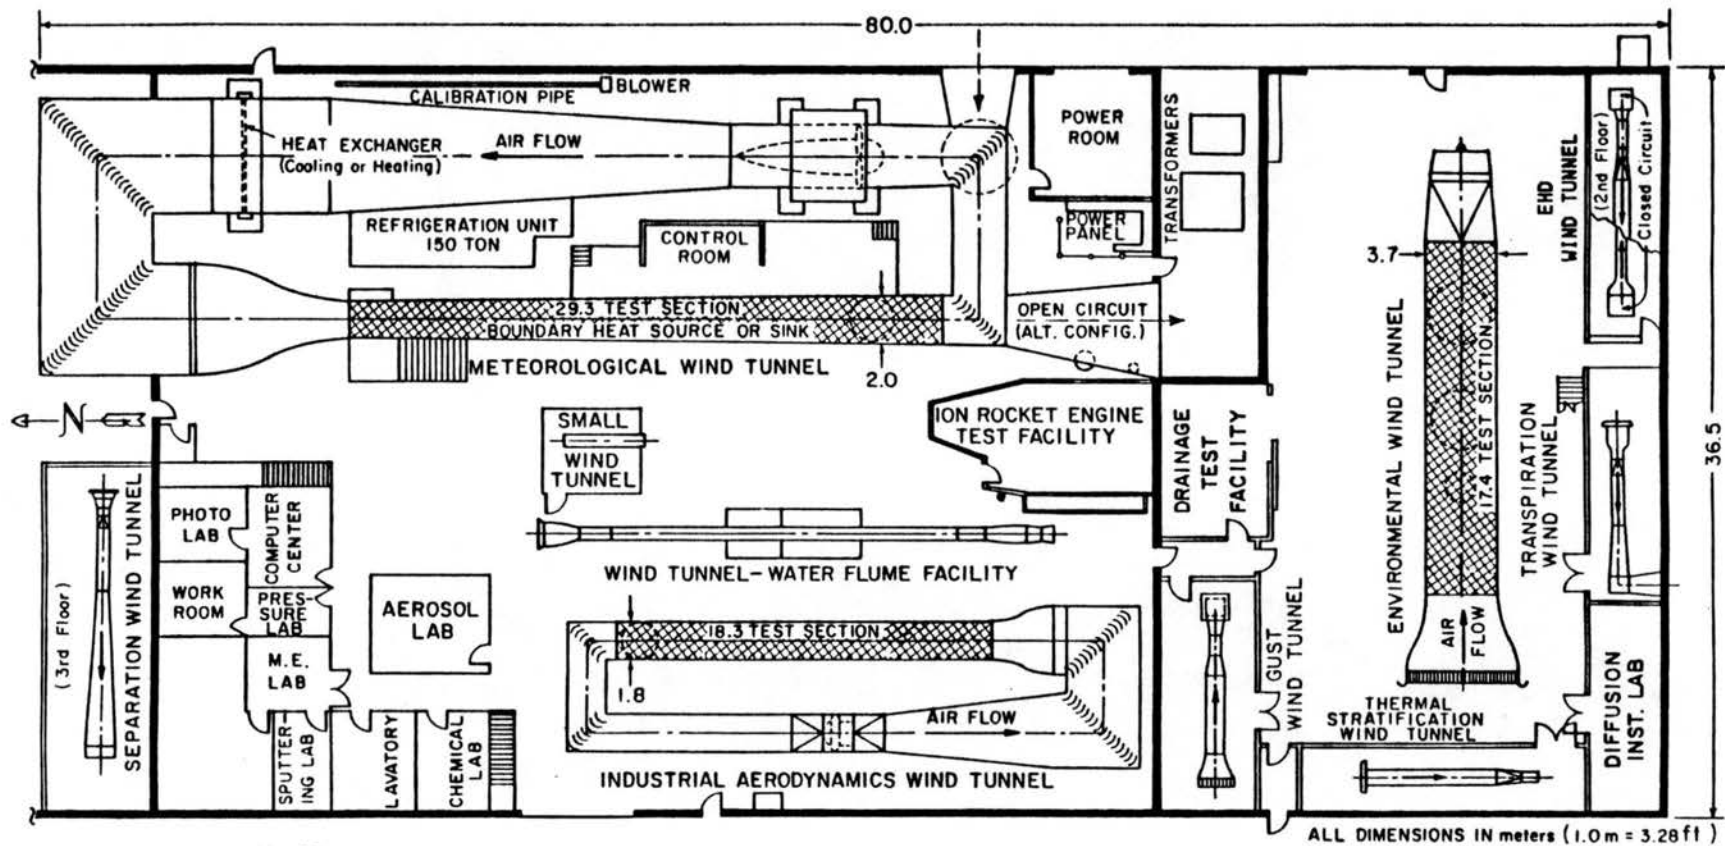 80.0
BLOWER
CALIBRATION PIPE
HEAT EXCHANGER
(Cooling or Heating)
AIR FLOW
POWER
ROOM
TRANSFORMERS
EHD
WIND TUNNEL
(2nd Floor)
Closed Circuit
REFRIGERATION UNIT
150 TON
CONTROL
ROOM
POWER
PANEL
3.7
29.3 TEST SECTION
BOUNDARY HEAT SOURCE OR SINK
OPEN CIRCUIT
(ALT. CONFIG.)
METEOROLOGICAL WIND TUNNEL
2.0
ENVIRONMENTAL WIND TUNNEL
17.4 TEST SECTION
36.5
N
SMALL
WIND
TUNNEL
ION ROCKET ENGINE
TEST FACILITY
DRAINAGE
TEST
FACILITY
TRANSPIRATION
WIND TUNNEL
SEPARATION WIND TUNNEL
(3rd Floor)
PHOTO
LAB
COMPUTER
CENTER
WIND TUNNEL-WATER FLUME FACILITY
WORK
ROOM
PRES-
SURE
LAB
AEROSOL
LAB
18.3 TEST SECTION
1.8
GUST
WIND TUNNEL
AIR
FLOW
M.E.
LAB
AIR FLOW
THERMAL
STRATIFICATION
WIND TUNNEL
DIFFUSION
INST. LAB
SPUTTER-
ING LAB
LAVATORY
CHEMICAL
LAB
INDUSTRIAL AERODYNAMICS WIND TUNNEL
ALL DIMENSIONS IN meters (1.0 m = 3.28 ft)